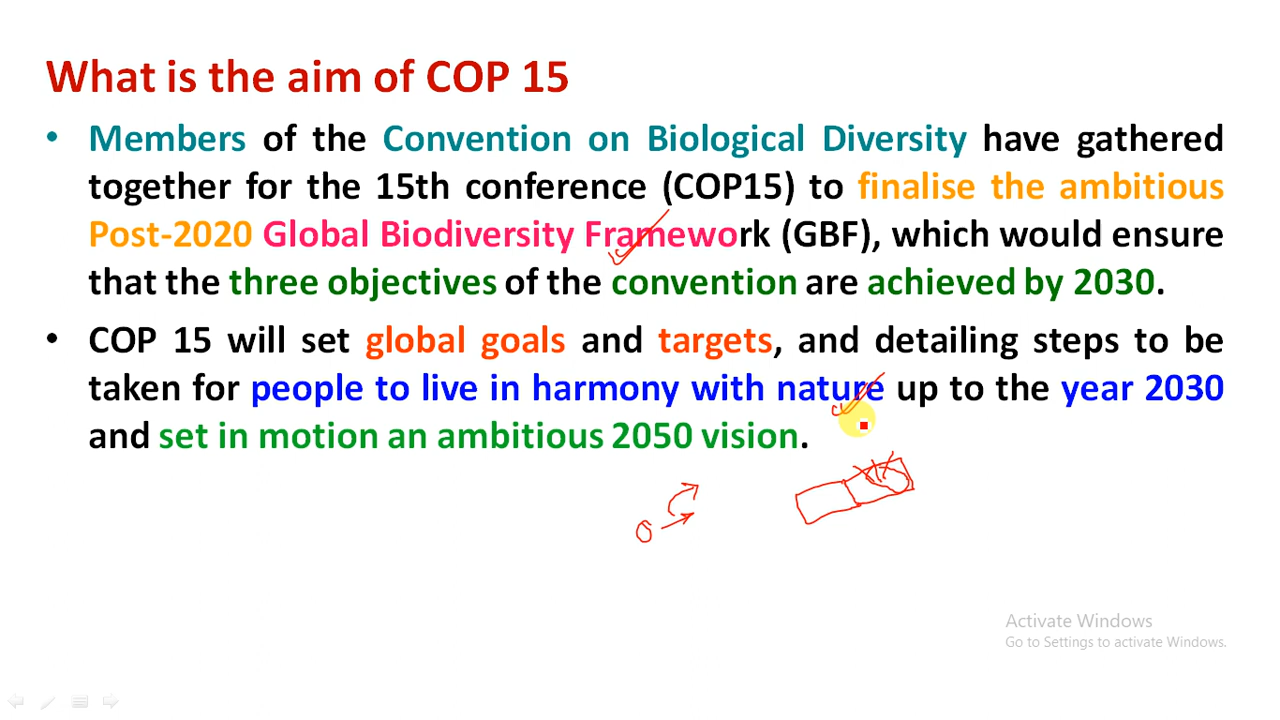 What is the aim of COP 15
• Members of the Convention on Biological Diversity have gathered
together for the 15th conference (COP15) to finalise the ambitious
Post-2020 Global Biodiversity Framework (GBF), which would ensure
that the three objectives of the convention are achieved by 2030.
• COP 15 will set global goals and targets, and detailing steps to be
taken for people to live in harmony with nature up to the year 2030
and set in motion an ambitious 2050 vision.
Activate Windows
Go to Settings to activate Windows.